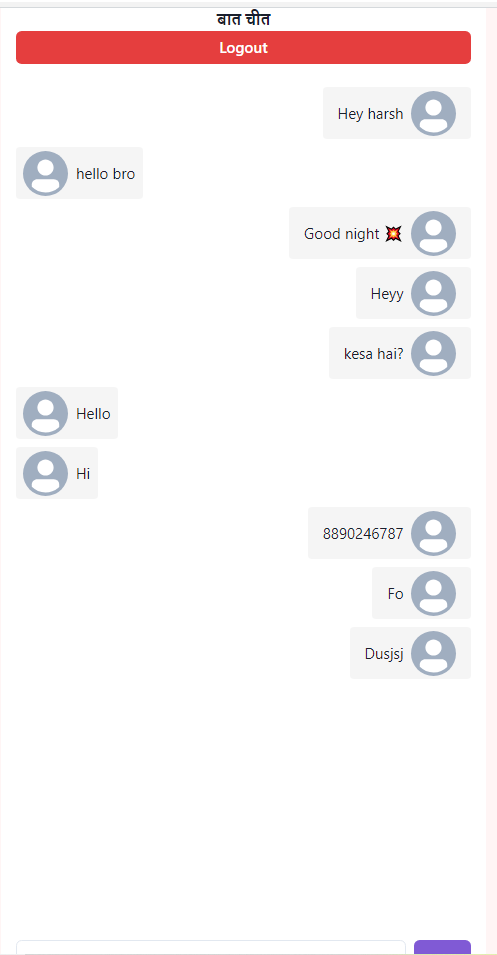 बात चीत
Logout
Hey harsh
hello bro
Good night 💥
Heyy
kesa hai?
Hello
Hi
8890246787
Fo
Dusjsj